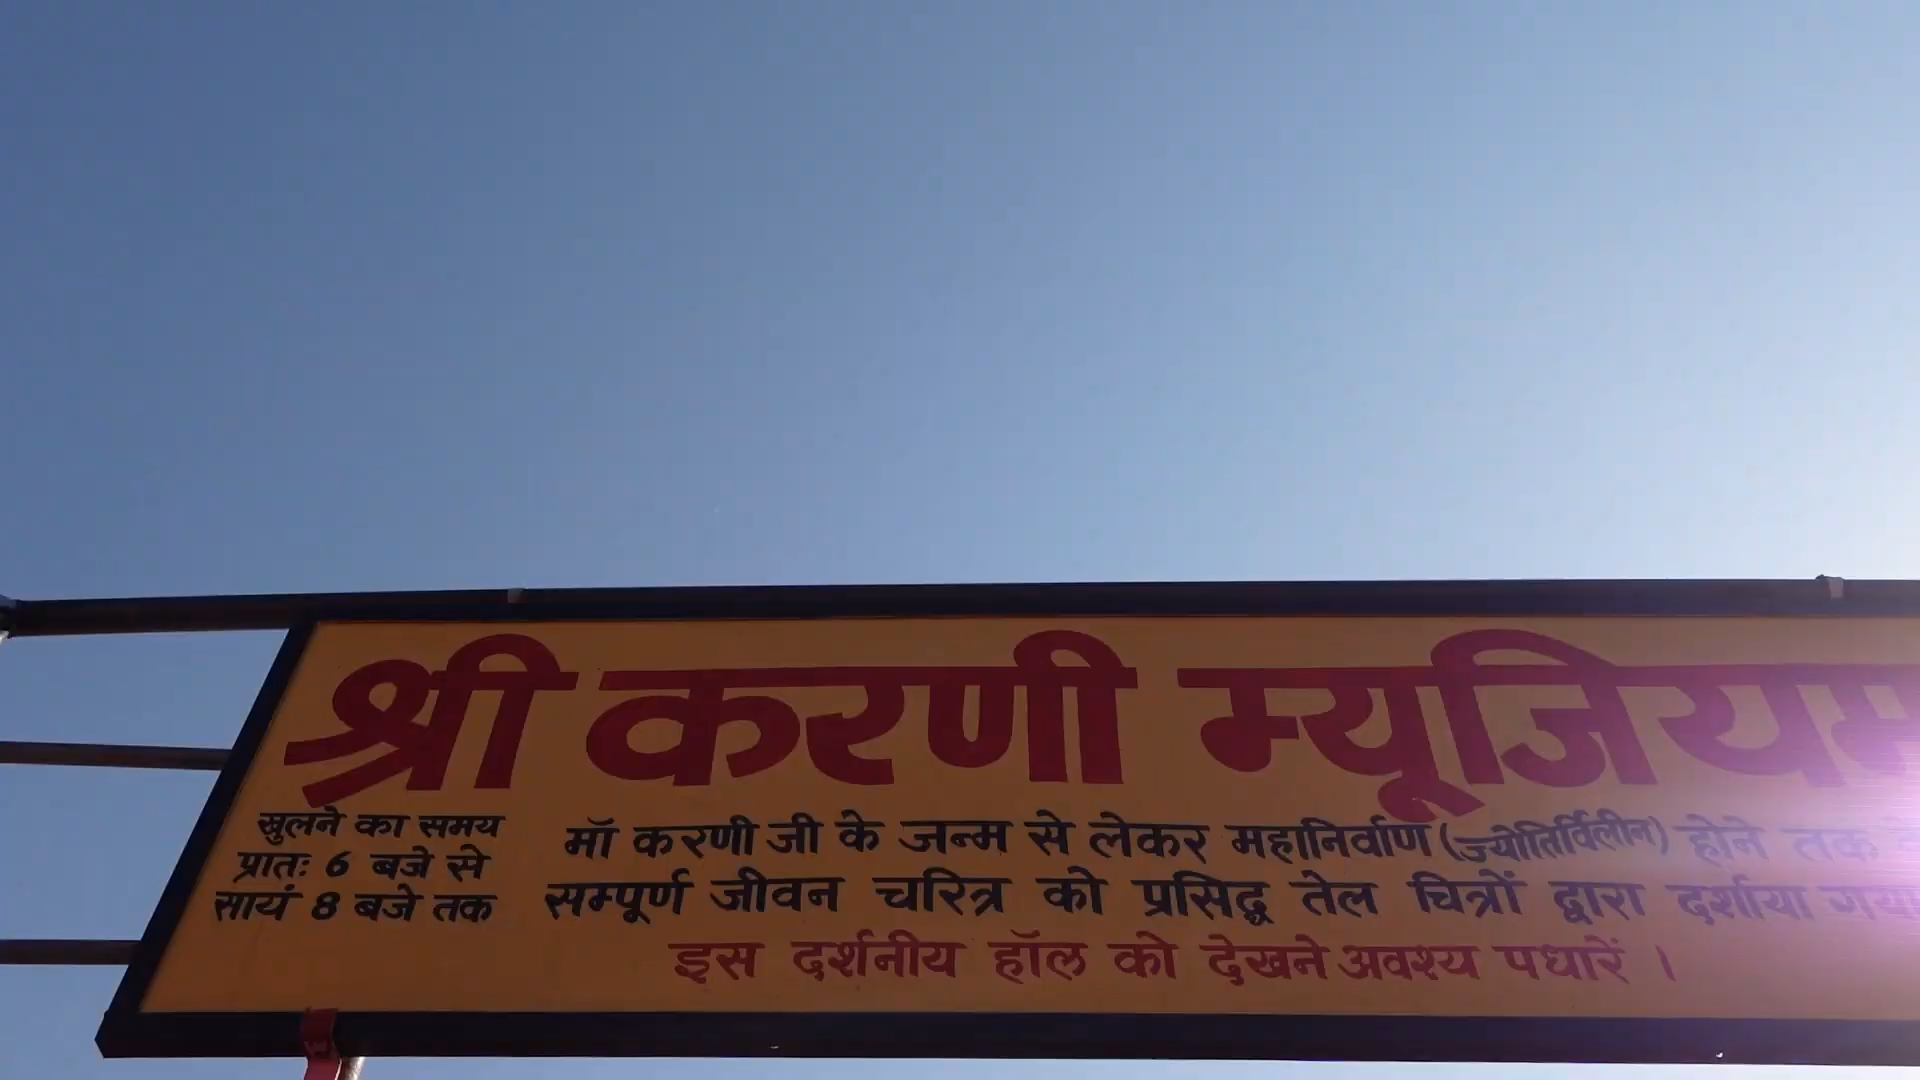 श्री करणी म्यूजियम
खुलने का समय
प्रातः 6 बजे से
सायं 8 बजे तक
माँ करणी जी के जन्म से लेकर महानिर्वाण (ज्योतिर्विलीन) होने तक
सम्पूर्ण जीवन चरित्र को प्रसिद्ध तेल चित्रों द्वारा दर्शाया गया
इस दर्शनीय हॉल को देखने अवश्य पधारें ।